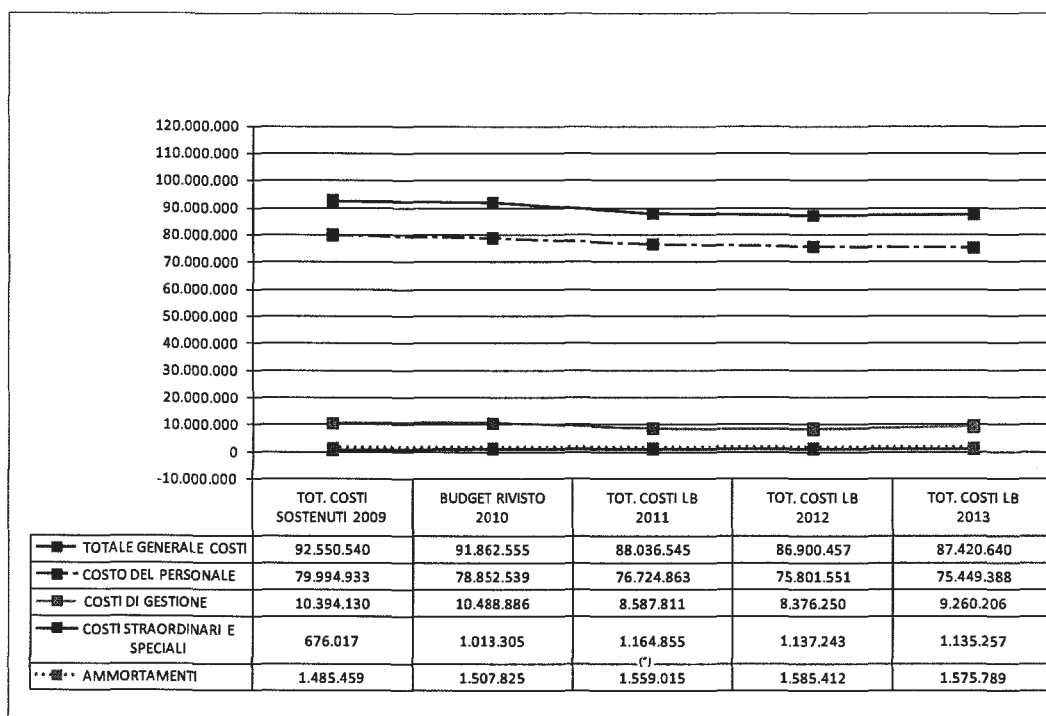 120.000.000
110.000.000
100.000.000
90.000.000
80.000.000
70.000.000
60.000.000
50.000.000
40.000.000
30.000.000
20.000.000
10.000.000
0
-10.000.000
TOT. COSTI SOSTENUTI 2009 BUDGET RIVISTO 2010 TOT. COSTI LB 2011 TOT. COSTI LB 2012 TOT. COSTI LB 2013
TOTALE GENERALE COSTI 92.550.540 91.862.555 88.036.545 86.900.457 87.420.640
COSTO DEL PERSONALE 79.994.933 78.852.539 76.724.863 75.801.551 75.449.388
COSTI DI GESTIONE 10.394.130 10.488.886 8.587.811 8.376.250 9.260.206
COSTI STRAORDINARI E SPECIALI 676.017 1.013.305 1.164.855 1.137.243 1.135.257
(*)
AMMORTAMENTI 1.485.459 1.507.825 1.559.015 1.585.412 1.575.789